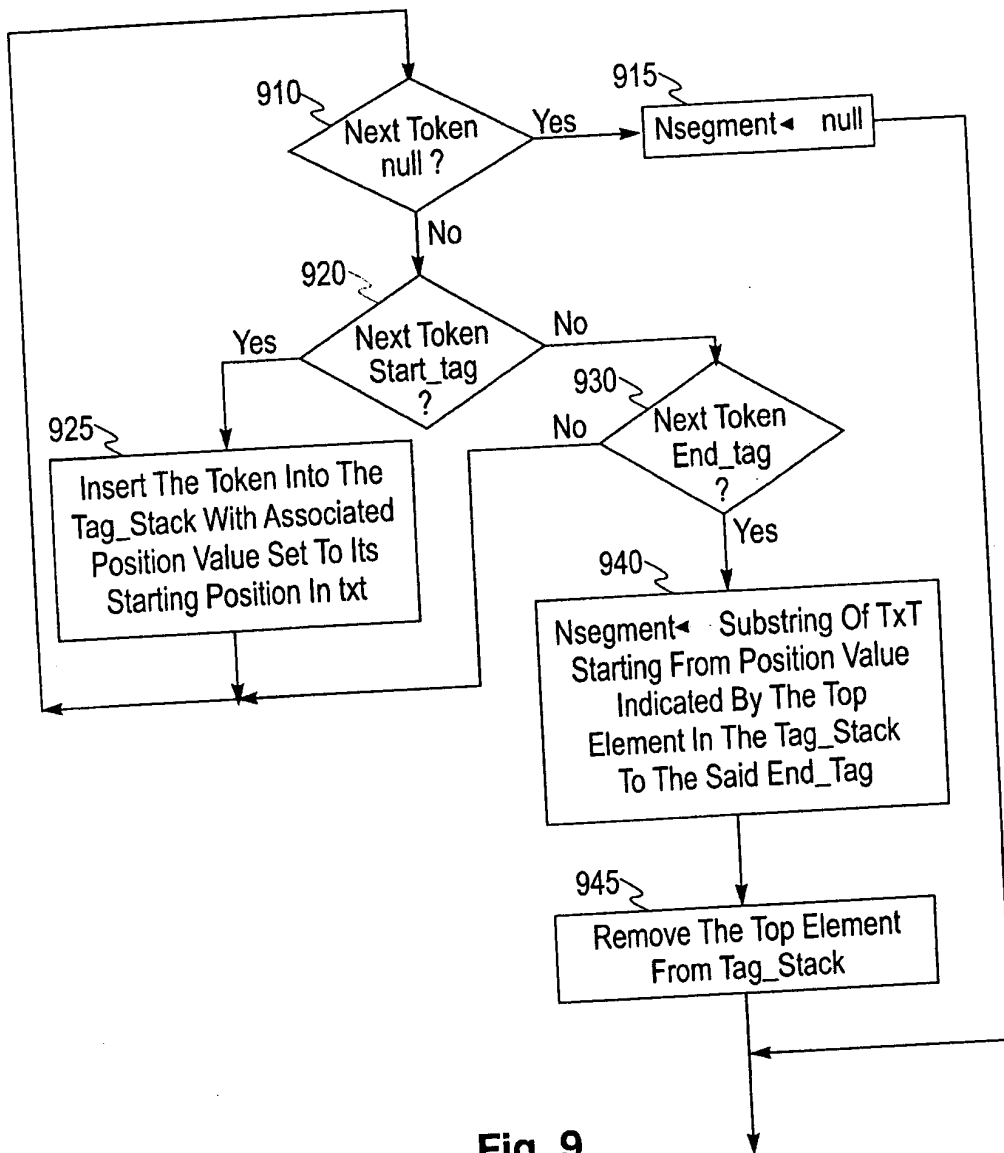 910
Next Token
null ?
Yes
915
Nsegment◄ null
No
920
Next Token
Start_tag
?
Yes
No
925
Insert The Token Into The
Tag_Stack With Associated
Position Value Set To Its
Starting Position In txt
930
Next Token
End_tag
?
No
Yes
940
Nsegment◄ Substring Of TxT
Starting From Position Value
Indicated By The Top
Element In The Tag_Stack
To The Said End_Tag
945
Remove The Top Element
From Tag_Stack
Fig. 9